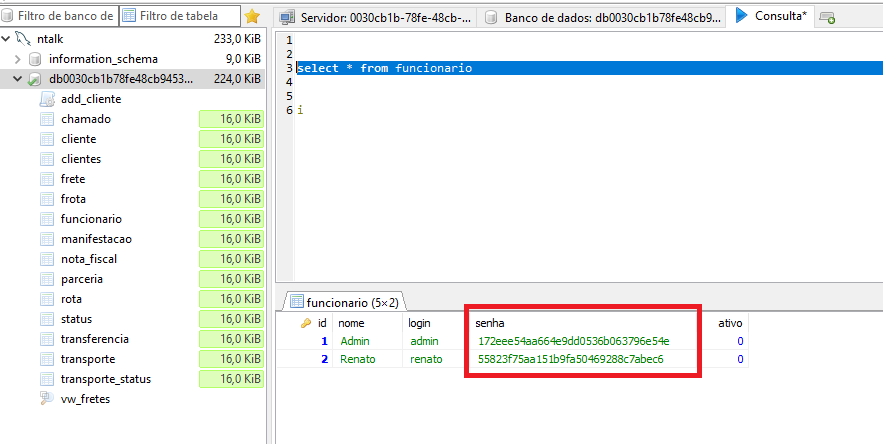 Filtro de banco de
Filtro de tabela
Servidor: 0030cb1b-78fe-48cb-...
Banco de dados: db0030cb1b78fe48cb9...
Consulta*
ntalk 233,0 KiB
information_schema 9,0 KiB
db0030cb1b78fe48cb9453... 224,0 KiB
add_cliente
chamado 16,0 KiB
cliente 16,0 KiB
clientes 16,0 KiB
frete 16,0 KiB
frota 16,0 KiB
funcionario 16,0 KiB
manifestacao 16,0 KiB
nota_fiscal 16,0 KiB
parceria 16,0 KiB
rota 16,0 KiB
status 16,0 KiB
transferencia 16,0 KiB
transporte 16,0 KiB
transporte_status 16,0 KiB
vw_fretes
1
2
3 select * from funcionario
4
5
6 i
funcionario (5×2)
id nome login senha ativo
1 Admin admin 172eee54aa664e9dd0536b063796e54e 0
2 Renato renato 55823f75aa151b9fa50469288c7abec6 0